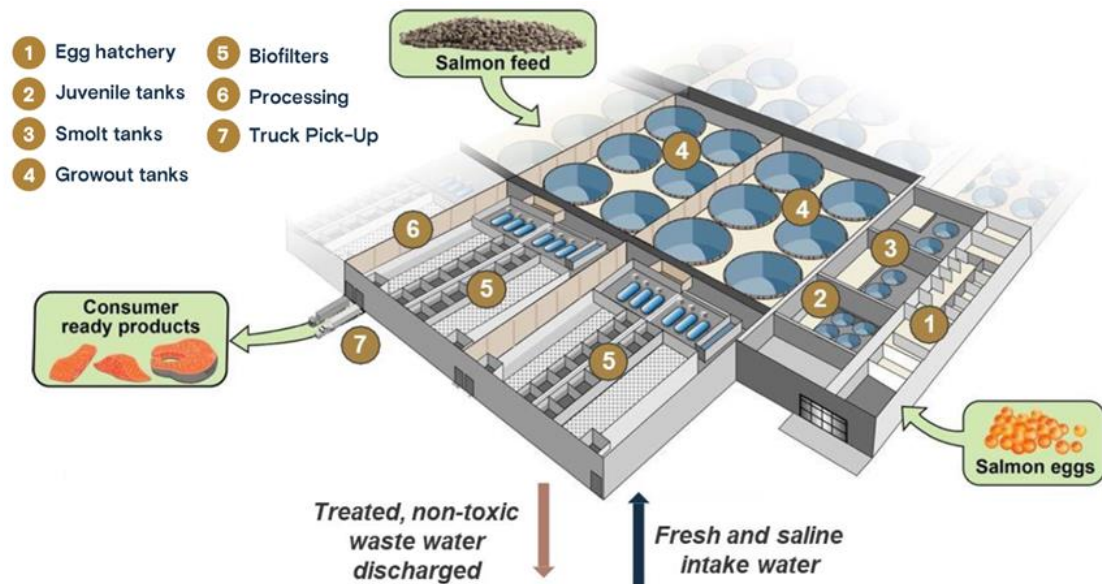 1 Egg hatchery
2 Juvenile tanks
3 Smolt tanks
4 Growout tanks
5 Biofilters
6 Processing
7 Truck Pick-Up
Salmon feed
4
4
6
3
5
2
1
Consumer
ready products
7
5
Salmon eggs
Treated, non-toxic
waste water
discharged
Fresh and saline
intake water